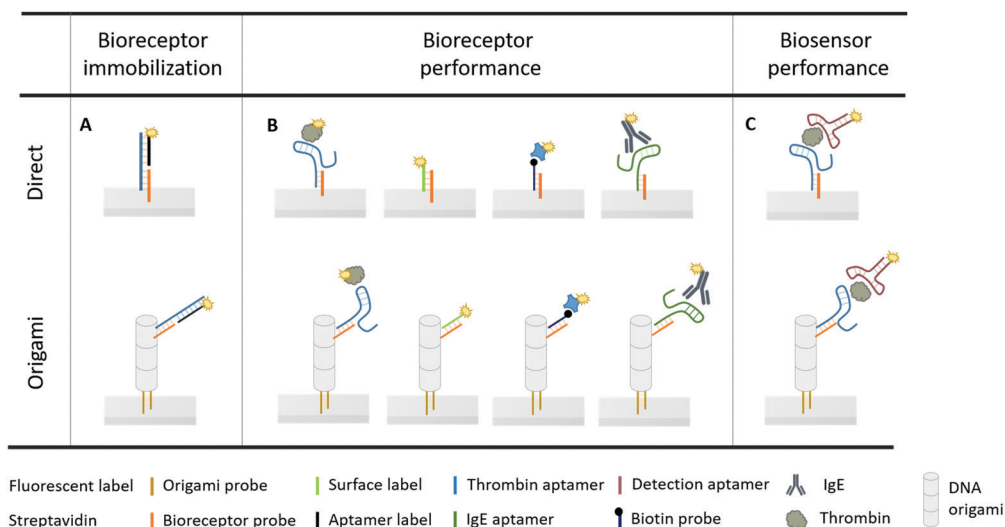 Bioreceptor
immobilization
Bioreceptor
performance
Biosensor
performance
A
B
C
Direct
Origami
Fluorescent label
Origami probe
Surface label
Thrombin aptamer
Detection aptamer
IgE
DNA
origami
Streptavidin
Bioreceptor probe
Aptamer label
IgE aptamer
Biotin probe
Thrombin